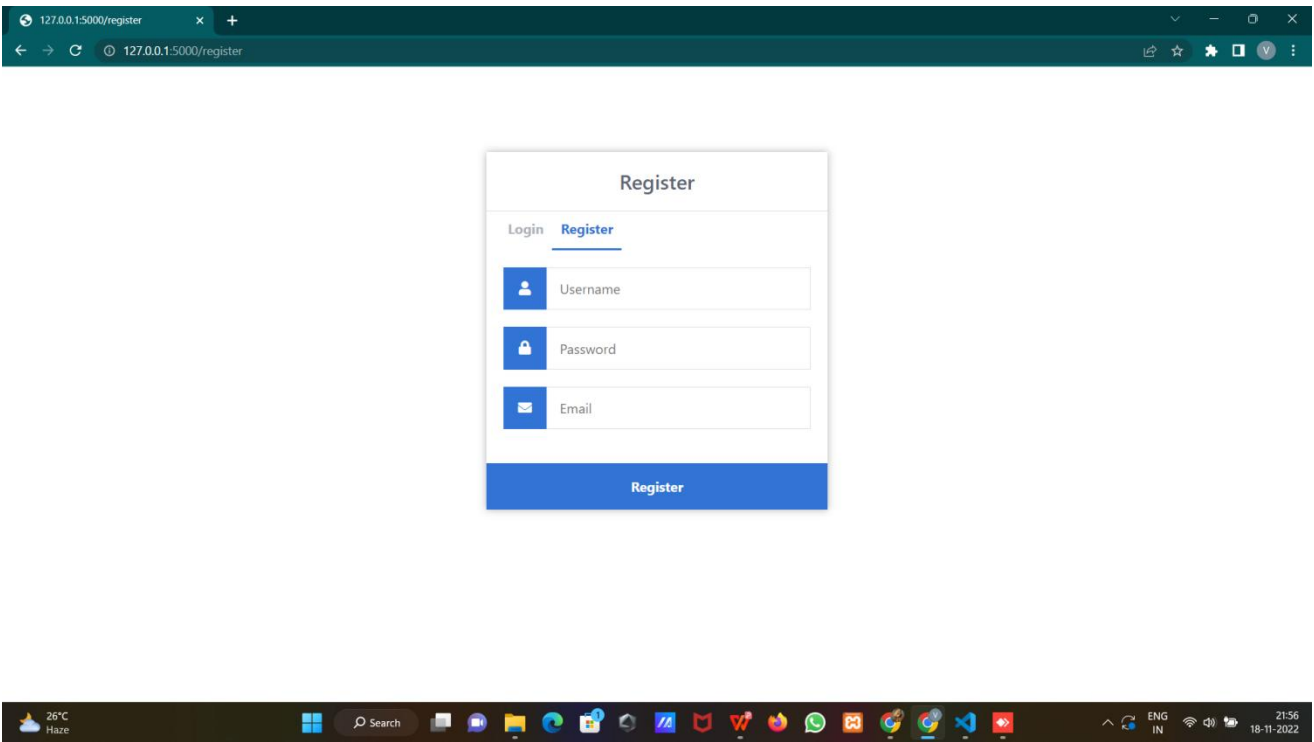 127.0.0.1:5000/register
127.0.0.1:5000/register
V
Register
Login Register
Username
Password
Email
Register
26°C
Haze
Search
1
ENG
IN
21:56
18-11-2022